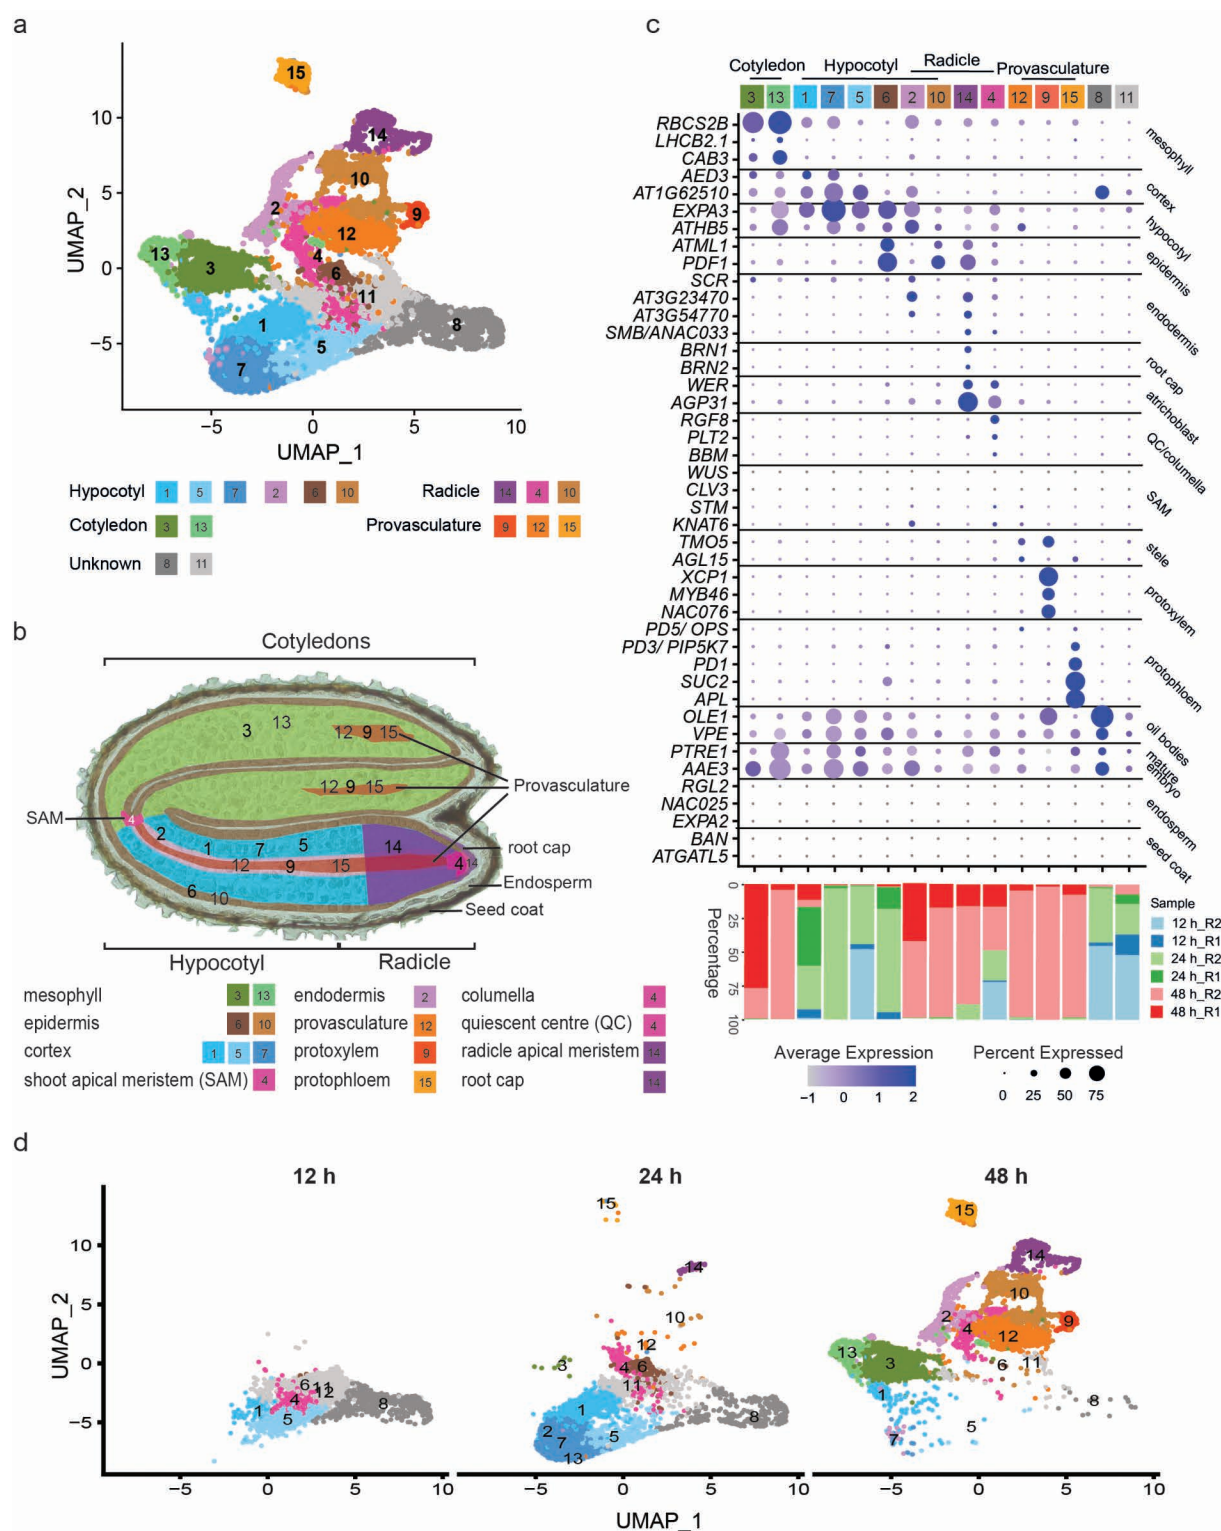 a
UMAP_2
10
5
0
−5
15
14
10
2
9
12
13
3
4
6
11
1
8
5
7
−5
0
5
10
UMAP_1
Hypocotyl 1 5 7 2 6 10
Radicle 14 4 10
Cotyledon 3 13
Provasculature 9 12 15
Unknown 8 11
b
Cotyledons
3 13
12 9 15
12 9 15
Provasculature
SAM
4
2
1 7 5
14
12 9 15
4 14
6 10
root cap
Endosperm
Seed coat
Hypocotyl
Radicle
mesophyll 3 13
endodermis 2
columella 4
epidermis 6 10
provasculature 12
quiescent centre (QC) 4
cortex 1 5 7
protoxylem 9
radicle apical meristem 14
shoot apical meristem (SAM) 4
protophloem 15
root cap 14
c
Cotyledon
Hypocotyl
Radicle
Provasculature
3 13 1 7 5 6 2 10 14 4 12 9 15 8 11
RBCS2B
LHCB2.1
CAB3
mesophyll
AED3
AT1G62510
cortex
EXPA3
ATHB5
hypocotyl
ATML1
PDF1
epidermis
SCR
AT3G23470
AT3G54770
SMB/ANAC033
endodermis
BRN1
BRN2
root cap
WER
AGP31
atrichoblast
RGF8
PLT2
BBM
QC/columella
WUS
CLV3
STM
KNAT6
SAM
TMO5
AGL15
stele
XCP1
MYB46
NAC076
protoxylem
PD5/ OPS
PD3/ PIP5K7
PD1
SUC2
APL
protophloem
OLE1
VPE
oil bodies
PTRE1
AAE3
mature
embryo
RGL2
NAC025
EXPA2
endosperm
BAN
ATGATL5
seed coat
Percentage
0
25
50
75
100
Sample
12 h_R2
12 h_R1
24 h_R2
24 h_R1
48 h_R2
48 h_R1
Average Expression
−1 0 1 2
Percent Expressed
0 25 50 75
d
12 h
24 h
48 h
UMAP_2
10
5
0
−5
6
11
12
4
1
5
8
15
14
10
12
3
4
6
11
1
2
7
5
13
8
15
14
10
2
4
12
9
13
3
6
11
1
8
5
7
−5 0 5 10
−5 0 5 10
−5 0 5 10
UMAP_1